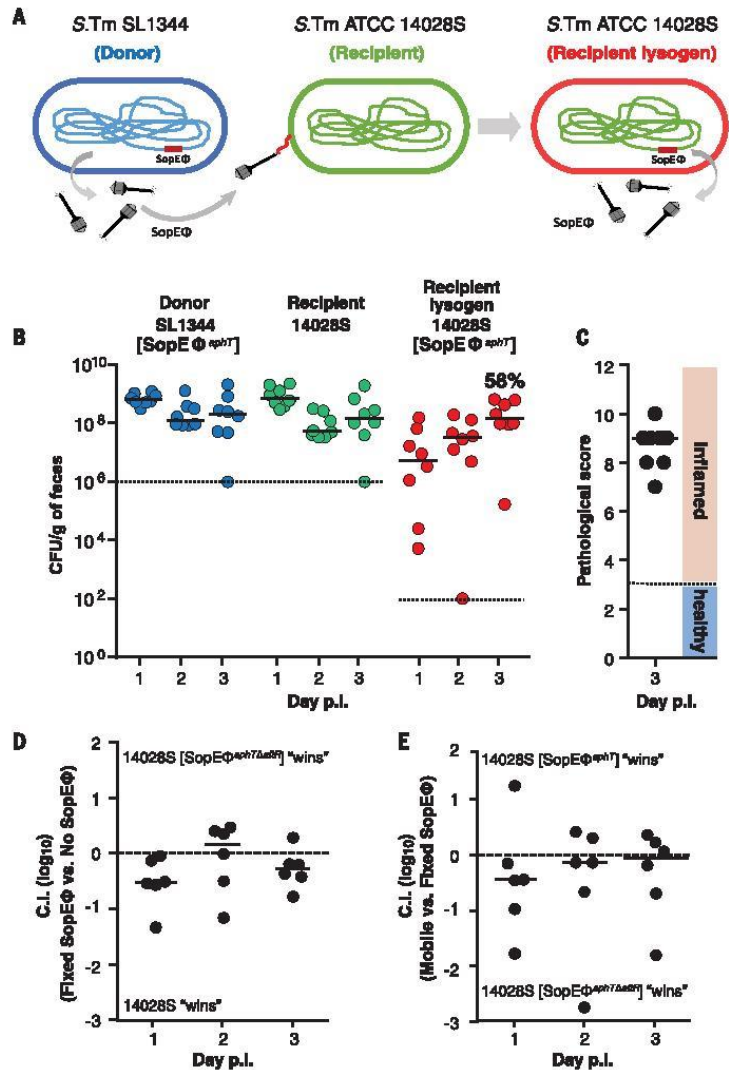 A
S.Tm SL1344
(Donor)
S.Tm ATCC 14028S
(Recipient)
S.Tm ATCC 14028S
(Recipient lysogen)
SopEΦ
SopEΦ
SopEΦ
SopEΦ
B
Donor
SL1344
[SopEΦ^aphT]
Recipient
14028S
Recipient
lysogen
14028S
[SopEΦ^aphT]
58%
CFU/g of feces
10^10
10^8
10^6
10^4
10^2
10^0
1 2 3 1 2 3 1 2 3
Day p.i.
C
Pathological score
12
10
8
6
4
2
0
Inflamed
healthy
3
Day p.i.
D
C.I. (log10)
(Fixed SopEΦ vs. No SopEΦ)
2
1
0
-1
-2
-3
14028S [SopEΦ^aphTΔattR] "wins"
14028S "wins"
1 2 3
Day p.i.
E
C.I. (log10)
(Mobile vs. Fixed SopEΦ)
2
1
0
-1
-2
-3
14028S [SopEΦ^aphT] "wins"
14028S [SopEΦ^aphTΔattR] "wins"
1 2 3
Day p.i.